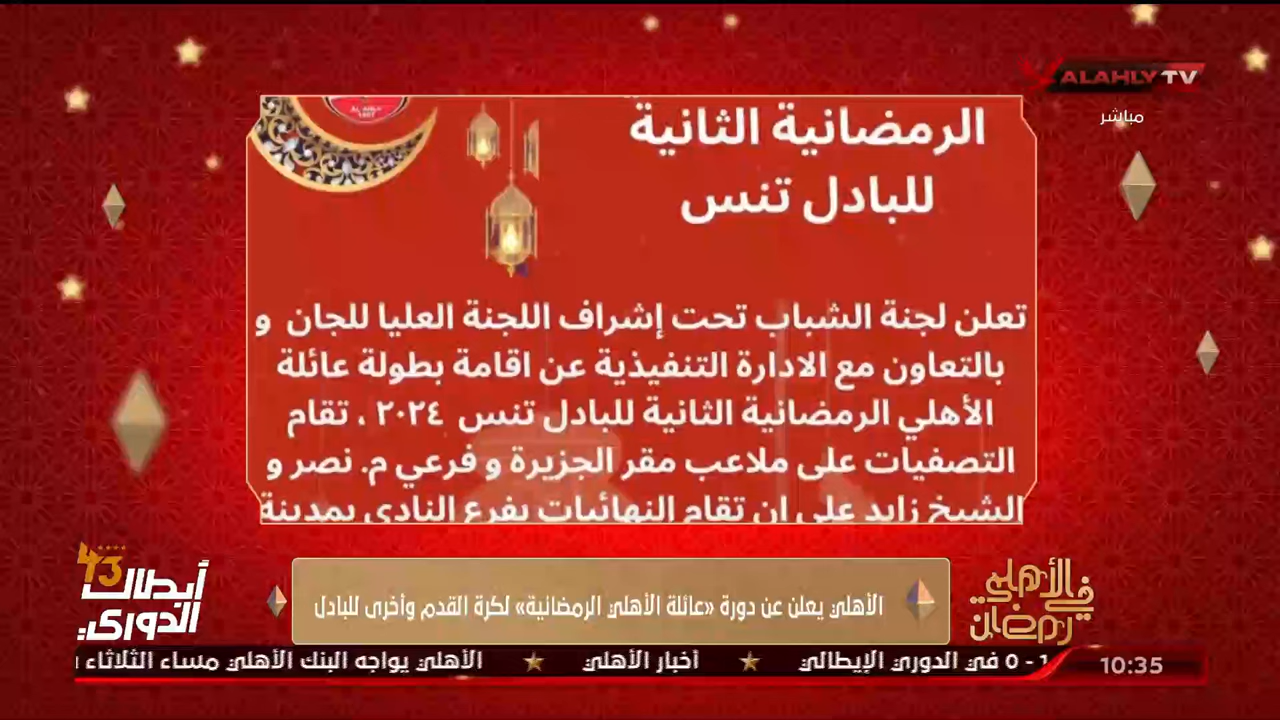 ALAHLY TV
مباشر
AL AHLY
1907
الرمضانية الثانية
للبادل تنس
تعلن لجنة الشباب تحت إشراف اللجنة العليا للجان و
بالتعاون مع الادارة التنفيذية عن اقامة بطولة عائلة
الأهلي الرمضانية الثانية للبادل تنس ٢٠٢٤ ، تقام
التصفيات على ملاعب مقر الجزيرة و فرعي م. نصر و
الشيخ زايد على ان تقام النهائيات بفرع النادي بمدينة
الأهلي في رمضان
الأهلي يعلن عن دورة «عائلة الأهلي الرمضانية» لكرة القدم وأخرى للبادل
43
أبطال
الدوري
10:35
1 - 0 في الدوري الإيطالي ★ أخبار الأهلي ★ الأهلي يواجه البنك الأهلي مساء الثلاثاء